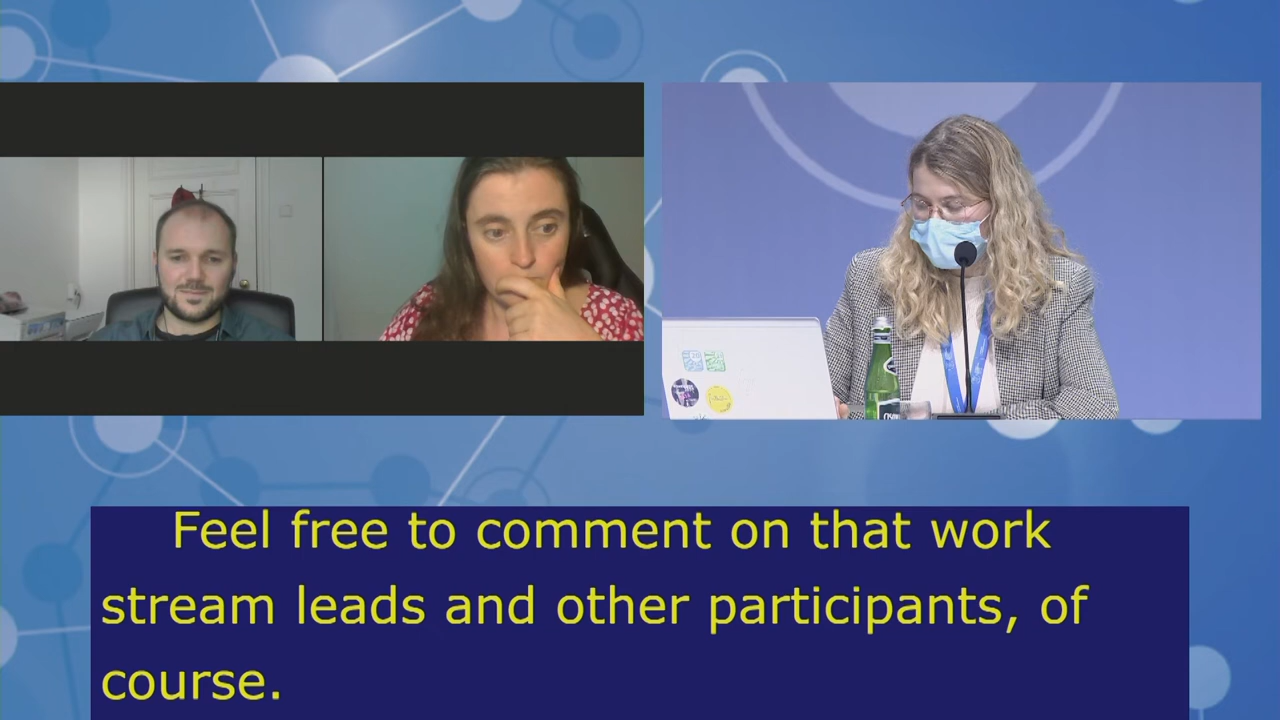 Feel free to comment on that work
stream leads and other participants, of
course.